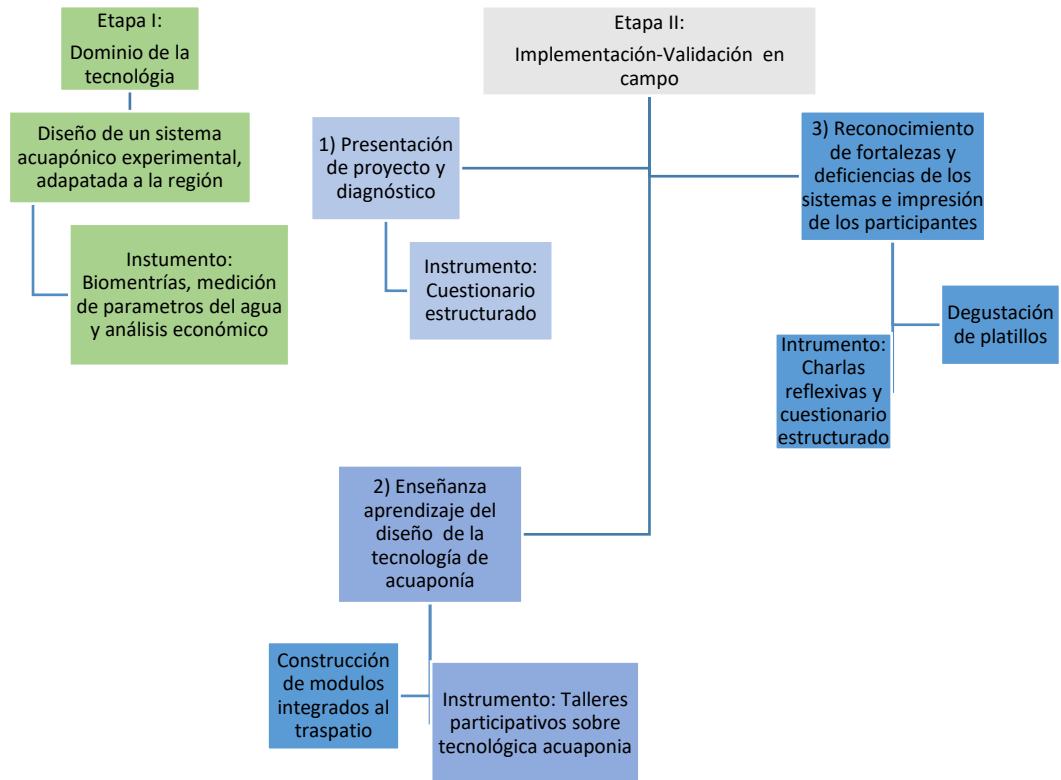 Etapa I:
Dominio de la
tecnológia
Diseño de un sistema
acuapónico experimental,
adapatada a la región
Instumento:
Biomentrías, medición
de parametros del agua
y análisis económico
Etapa II:
Implementación-Validación en
campo
1) Presentación
de proyecto y
diagnóstico
Instrumento:
Cuestionario
estructurado
2) Enseñanza
aprendizaje del
diseño de la
tecnología de
acuaponía
Construcción
de modulos
integrados al
traspatio
Instrumento: Talleres
participativos sobre
tecnológica acuaponia
3) Reconocimiento
de fortalezas y
deficiencias de los
sistemas e impresión
de los participantes
Intrumento:
Charlas
reflexivas y
cuestionario
estructurado
Degustación
de platillos